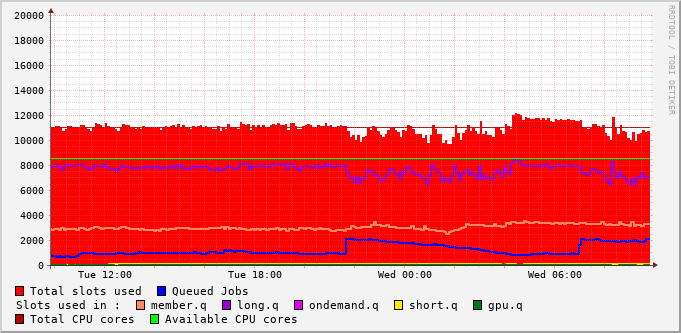 20000
18000
16000
14000
12000
10000
8000
6000
4000
2000
0
Tue 12:00 Tue 18:00 Wed 00:00 Wed 06:00
RRDTOOL / TOBI OETIKER
Total slots used Queued Jobs
Slots used in : member.q long.q ondemand.q short.q gpu.q
Total CPU cores Available CPU cores